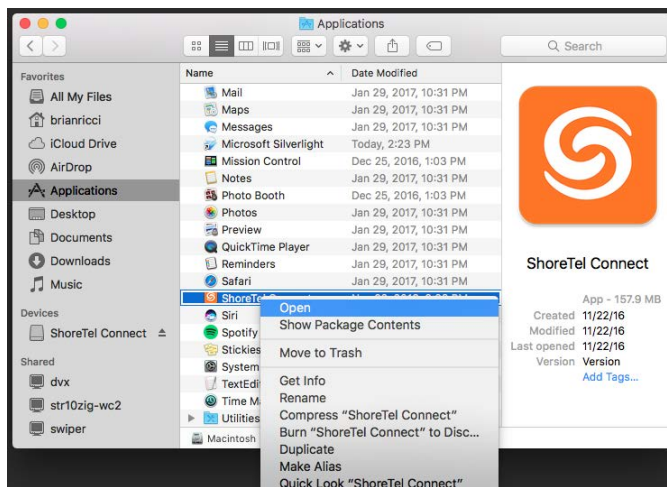 Applications
Search
Favorites
All My Files
brianricci
iCloud Drive
AirDrop
Applications
Desktop
Documents
Downloads
Music
Devices
ShoreTel Connect
Shared
dvx
str10zig-wc2
swiper
Name Date Modified
Mail Jan 29, 2017, 10:31 PM
Maps Jan 29, 2017, 10:31 PM
Messages Jan 29, 2017, 10:31 PM
Microsoft Silverlight Today, 2:23 PM
Mission Control Dec 25, 2016, 1:03 PM
Notes Jan 29, 2017, 10:31 PM
Photo Booth Dec 25, 2016, 1:03 PM
Photos Jan 29, 2017, 10:31 PM
Preview Jan 29, 2017, 10:31 PM
QuickTime Player Jan 29, 2017, 10:31 PM
Reminders Jan 29, 2017, 10:31 PM
Safari Jan 29, 2017, 10:31 PM
Siri
Spotify
Stickies
System
Utilities
Macintosh
Open
Show Package Contents
Move to Trash
Get Info
Rename
Compress “ShoreTel Connect”
Burn “ShoreTel Connect” to Disc...
Duplicate
Make Alias
Quick Look “ShoreTel Connect”
ShoreTel Connect
App - 157.9 MB
Created 11/22/16
Modified 11/22/16
Last opened 11/22/16
Version Version
Add Tags...